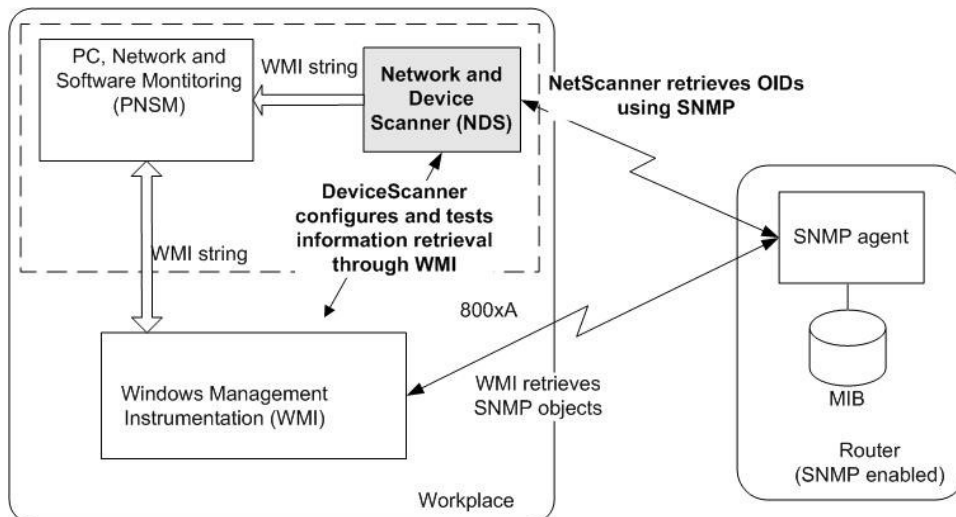 PC, Network and
Software Montitoring
(PNSM)
WMI string
Network and
Device
Scanner (NDS)
NetScanner retrieves OIDs
using SNMP
DeviceScanner
configures and tests
information retrieval
through WMI
WMI string
SNMP agent
800xA
Windows Management
Instrumentation (WMI)
WMI retrieves
SNMP objects
MIB
Router
(SNMP enabled)
Workplace